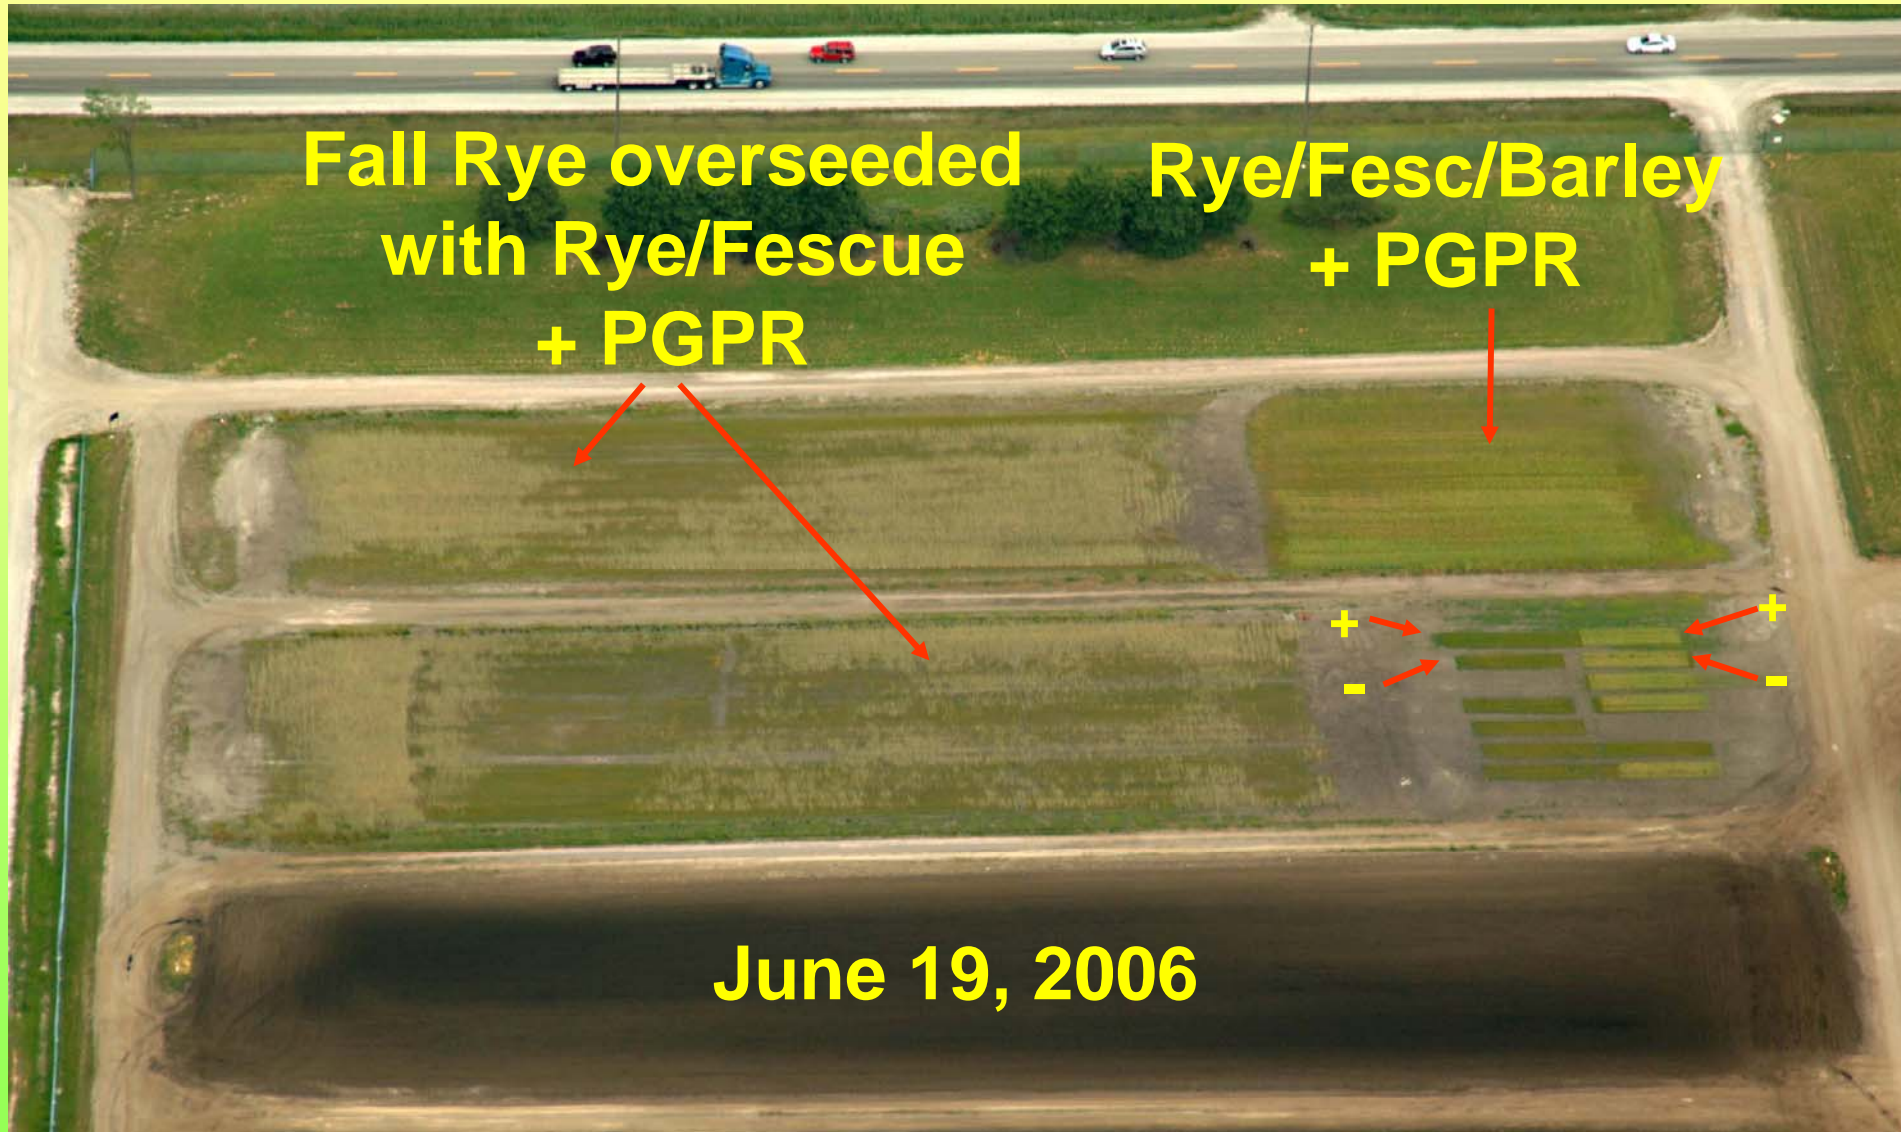 Fall Rye overseeded
with Rye/Fescue
+ PGPR
Rye/Fesc/Barley
+ PGPR
+
-
+
-
June 19, 2006